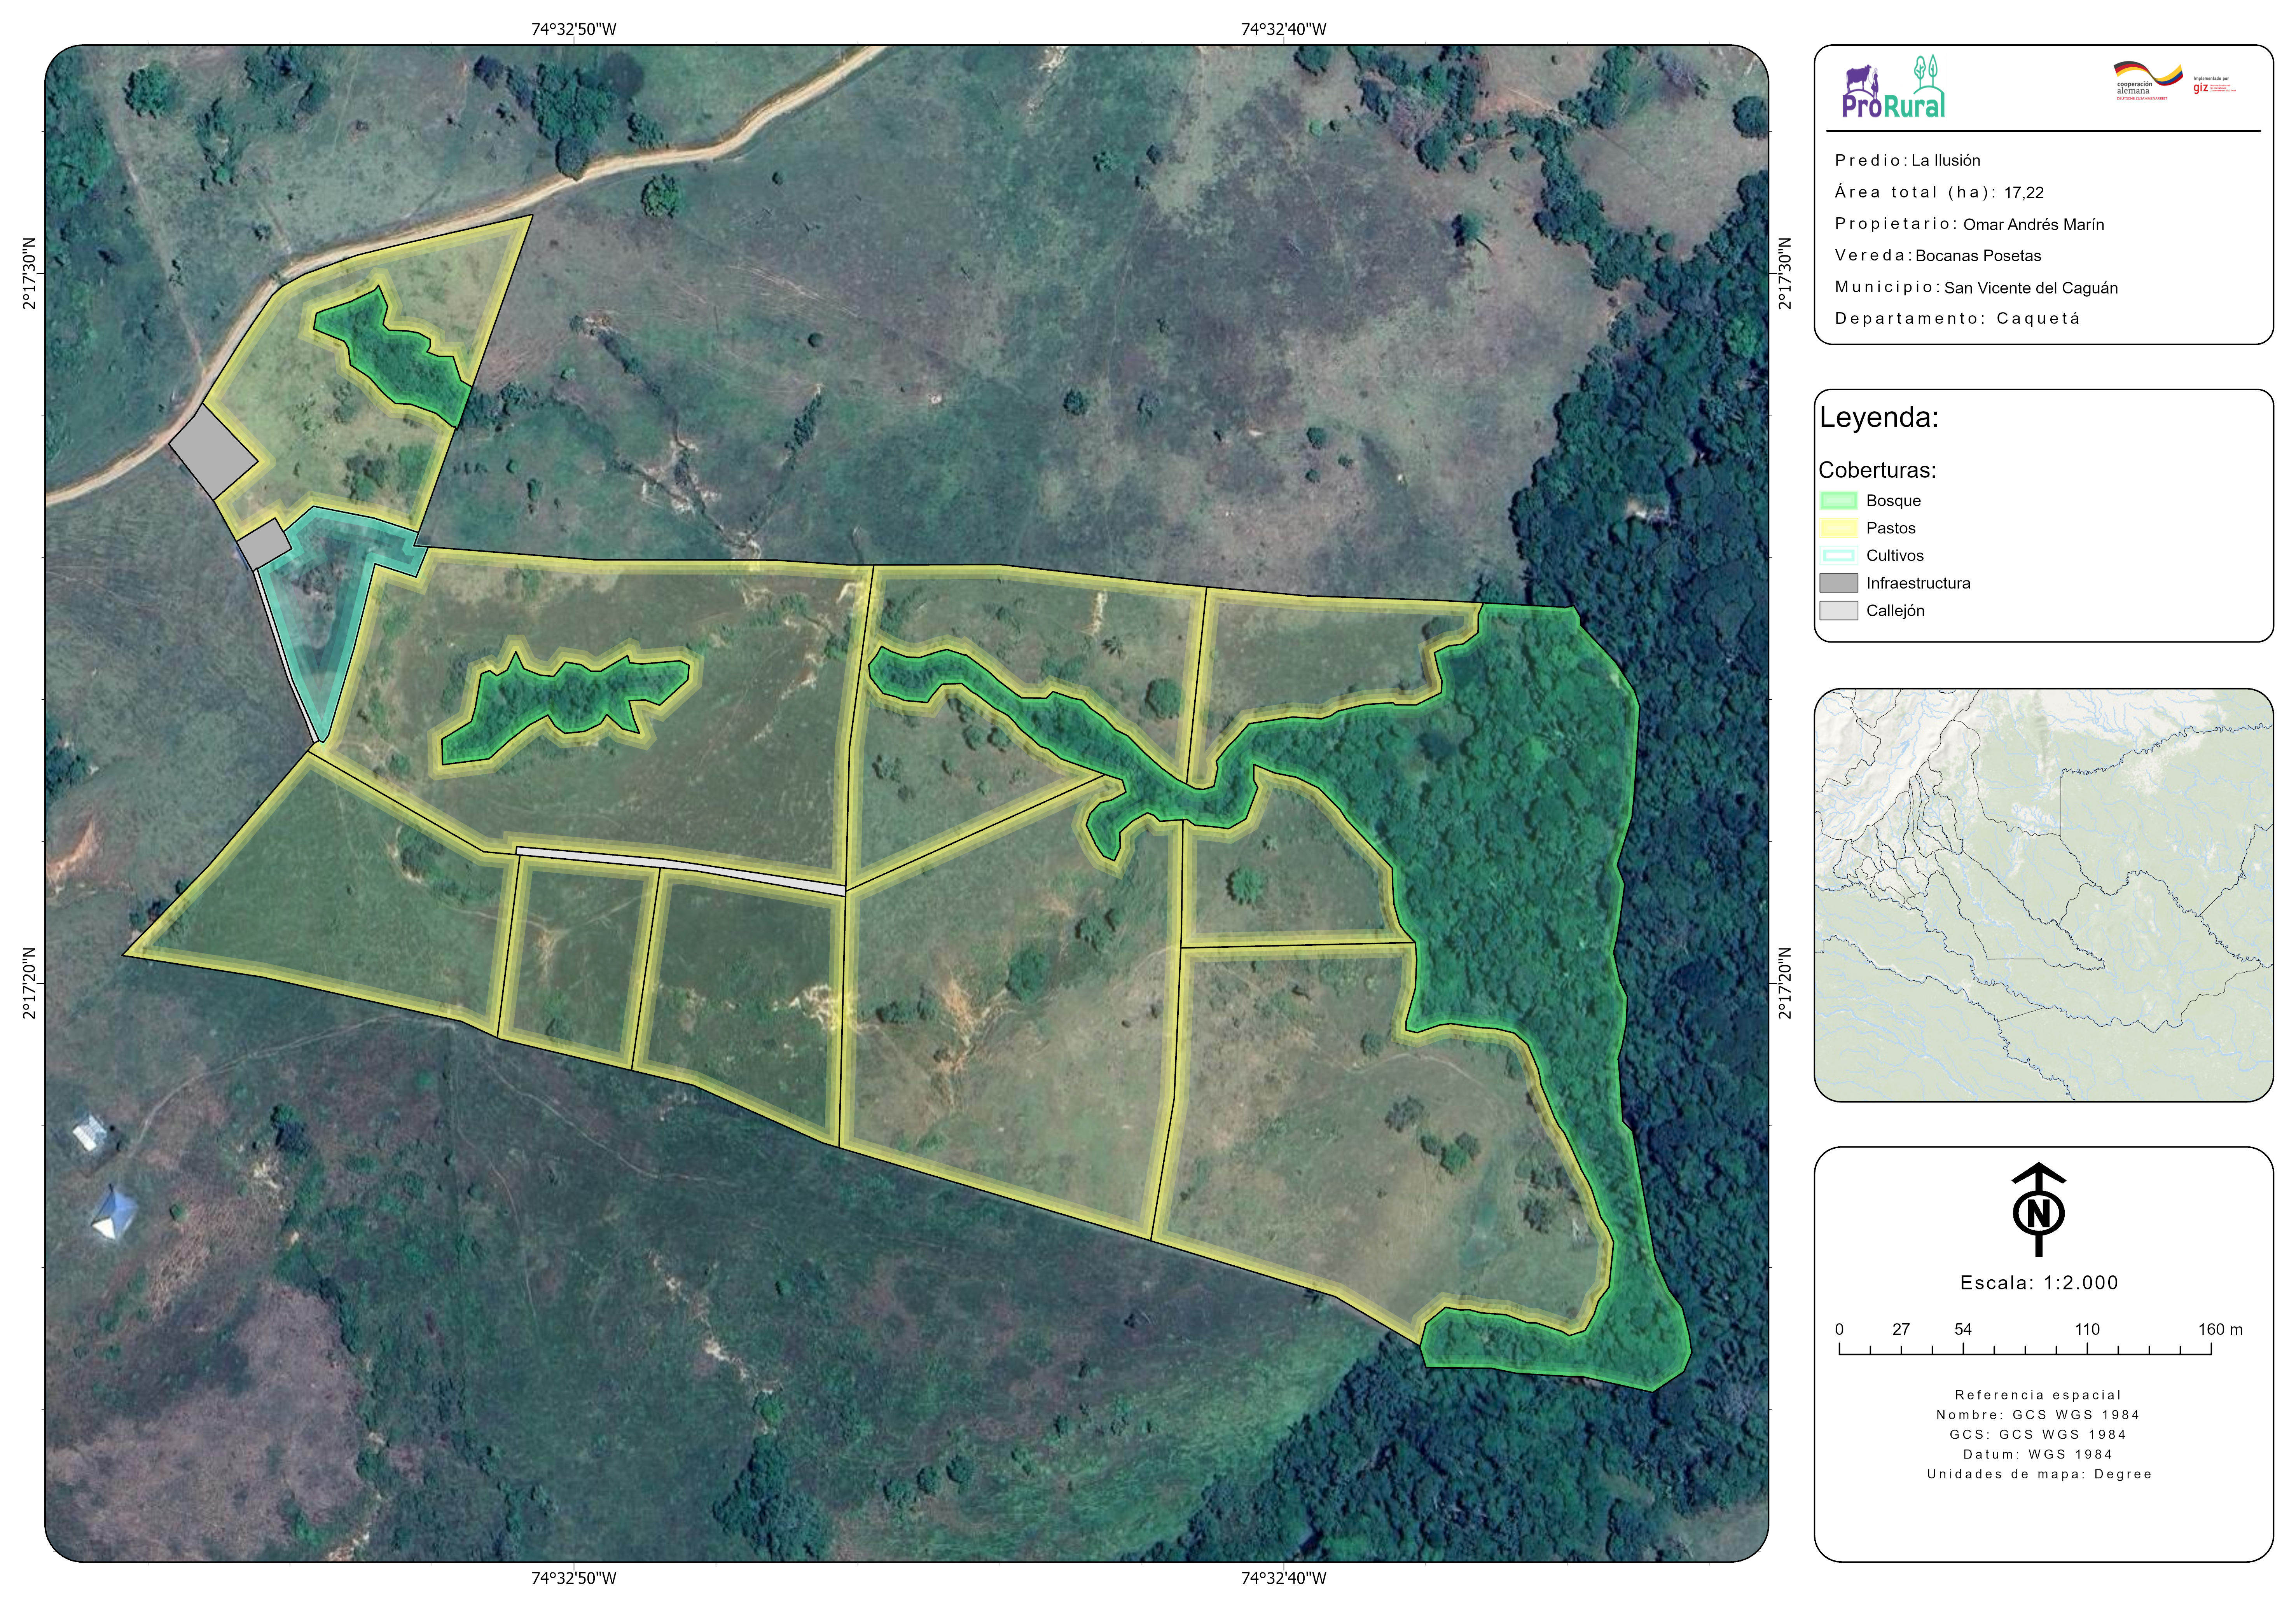 74°32'50"W
74°32'40"W
2°17'30"N
2°17'30"N
2°17'20"N
2°17'20"N
74°32'50"W
74°32'40"W
ProRural
cooperación
alemana
DEUTSCHE ZUSAMMENARBEIT
Implementada por
giz
Predio: La Ilusión
Área total (ha): 17,22
Propietario: Omar Andrés Marín
Vereda: Bocanas Posetas
Municipio: San Vicente del Caguán
Departamento: Caquetá
Leyenda:
Coberturas:
Bosque
Pastos
Cultivos
Infraestructura
Callejón
N
Escala: 1:2.000
0 27 54 110 160 m
Referencia espacial
Nombre: GCS WGS 1984
GCS: GCS WGS 1984
Datum: WGS 1984
Unidades de mapa: Degree